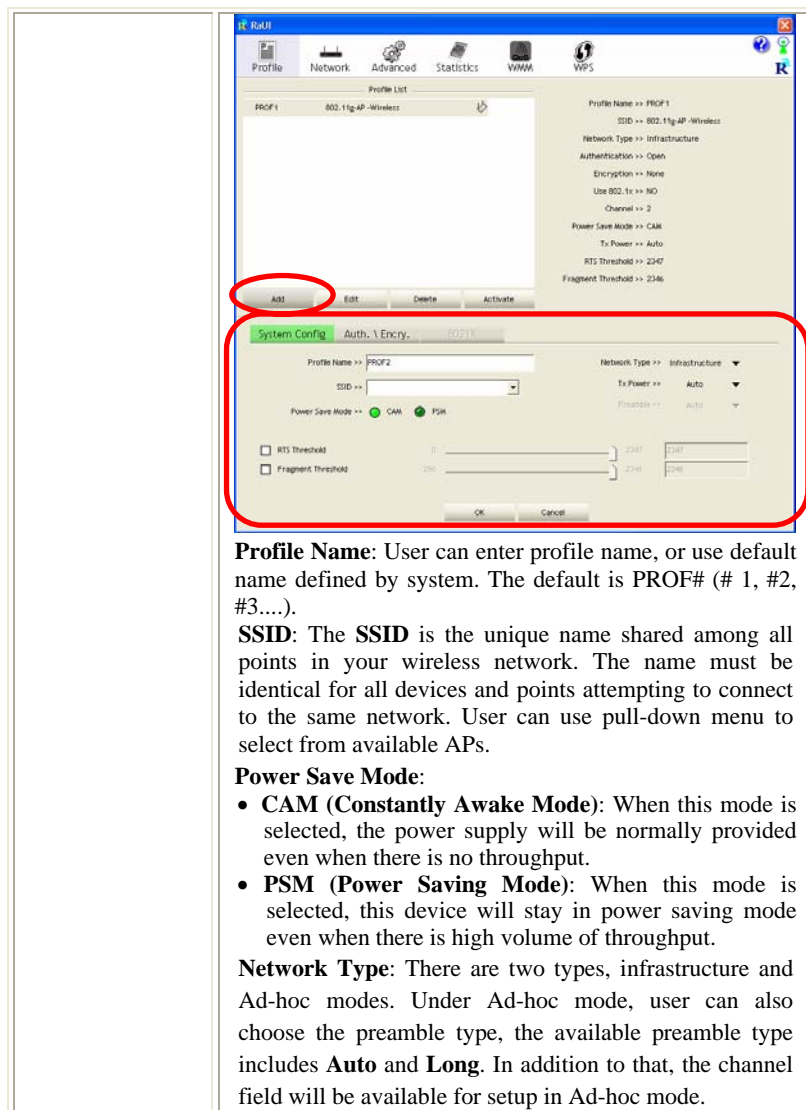 RaUI
Profile Network Advanced Statistics WMM WPS
Profile List
PROF1 802.11g-AP -Wireless
Profile Name >> PROF1
SSID >> 802.11g-AP -Wireless
Network Type >> Infrastructure
Authentication >> Open
Encryption >> None
Use 802.1x >> NO
Channel >> 2
Power Save Mode >> CAM
Tx Power >> Auto
RTS Threshold >> 2347
Fragment Threshold >> 2346
Add Edit Delete Activate
System Config Auth. \ Encry. 8021X
Profile Name >> PROF2 Network Type >> Infrastructure
SSID >> Tx Power >> Auto
Power Save Mode >> CAM PSM Preamble >> Auto
RTS Threshold 0 2347 2347
Fragment Threshold 256 2346 2346
OK Cancel
Profile Name: User can enter profile name, or use default
name defined by system. The default is PROF# (# 1, #2,
#3....).
SSID: The SSID is the unique name shared among all
points in your wireless network. The name must be
identical for all devices and points attempting to connect
to the same network. User can use pull-down menu to
select from available APs.
Power Save Mode:
• CAM (Constantly Awake Mode): When this mode is
selected, the power supply will be normally provided
even when there is no throughput.
• PSM (Power Saving Mode): When this mode is
selected, this device will stay in power saving mode
even when there is high volume of throughput.
Network Type: There are two types, infrastructure and
Ad-hoc modes. Under Ad-hoc mode, user can also
choose the preamble type, the available preamble type
includes Auto and Long. In addition to that, the channel
field will be available for setup in Ad-hoc mode.